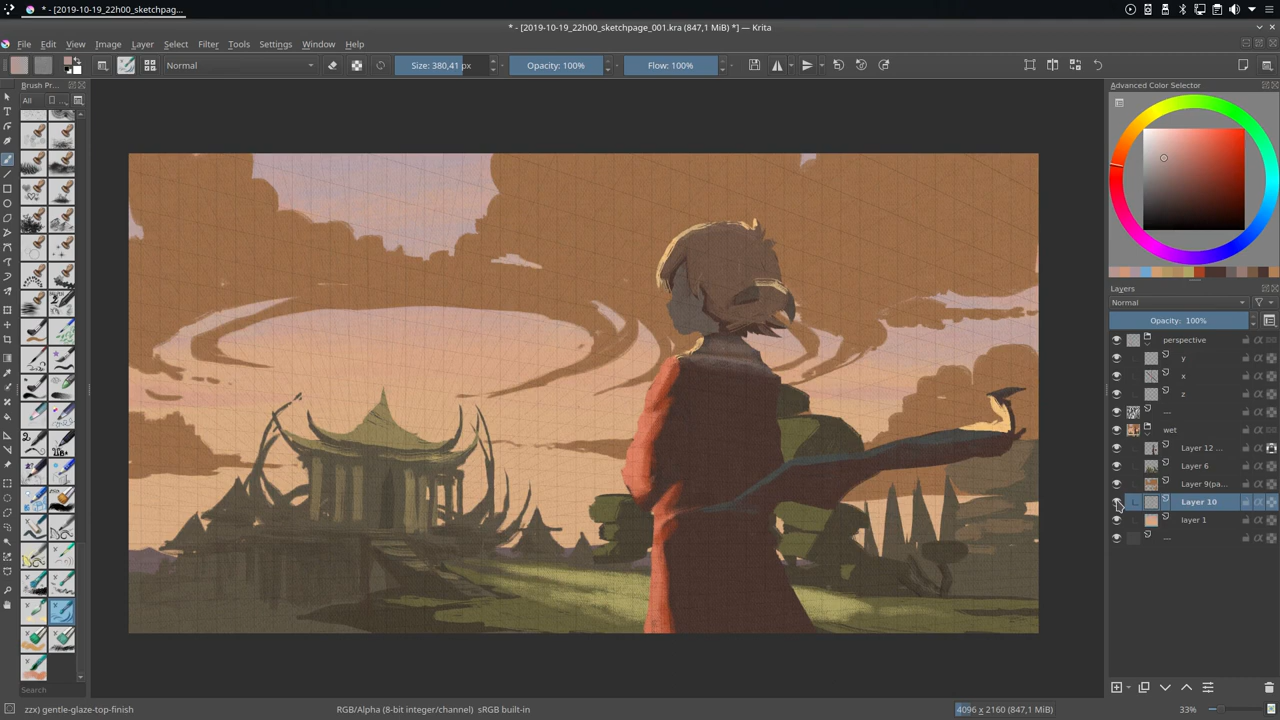 * - [2019-10-19_22h00_sketchpag...
* - [2019-10-19_22h00_sketchpage_001.kra (847,1 MiB) *] — Krita
File Edit View Image Layer Select Filter Tools Settings Window Help
Normal Size: 380,41 px Opacity: 100% Flow: 100%
Brush Pr...
All
Search
Advanced Color Selector
Layers
Normal
Opacity: 100%
perspective
y
x
z
...
wet
Layer 12 ...
Layer 6
Layer 9(pa...
Layer 10
layer 1
...
zzx) gentle-glaze-top-finish RGB/Alpha (8-bit integer/channel) sRGB built-in 4096 x 2160 (847,1 MiB) 33%